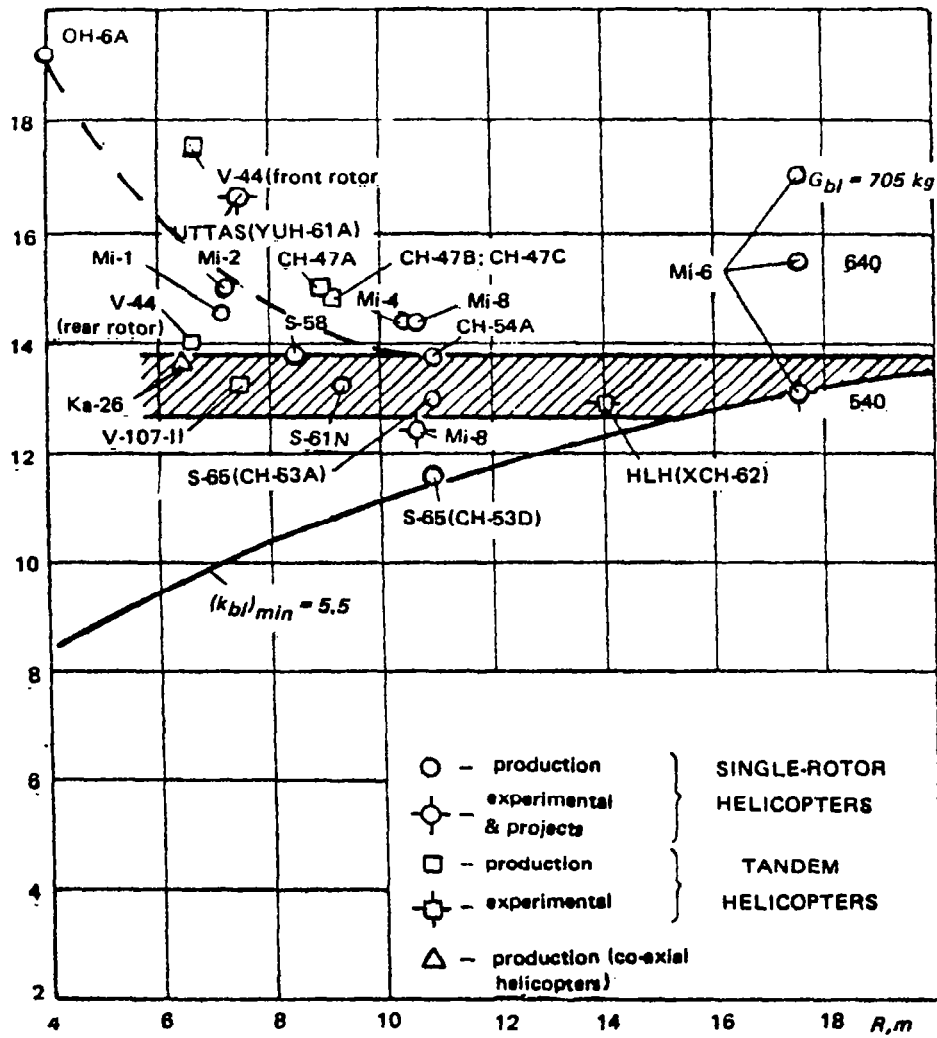 OH-6A
18
V-44(front rotor
G_bl = 705 kg
16
UTTAS(YUH-61A)
Mi-1
Mi-2
CH-47A
CH-47B; CH-47C
Mi-6
640
V-44
(rear rotor)
Mi-4
Mi-8
S-58
CH-54A
14
Ka-26
540
V-107-II
S-61N
Mi-8
12
S-65(CH-53A)
HLH(XCH-62)
S-65(CH-53D)
10
(k_bl)_min = 5.5
8
6
4
2
○ – production
experimental
& projects
SINGLE-ROTOR
HELICOPTERS
□ – production
– experimental
TANDEM
HELICOPTERS
△ – production (co-axial
helicopters)
4 6 8 10 12 14 16 18 R,m